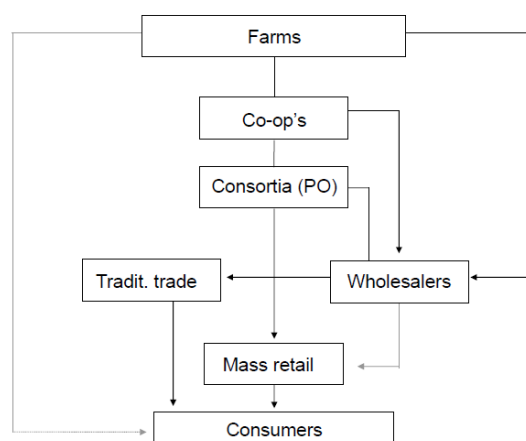 Farms
Co-op’s
Consortia (PO)
Tradit. trade
Wholesalers
Mass retail
Consumers